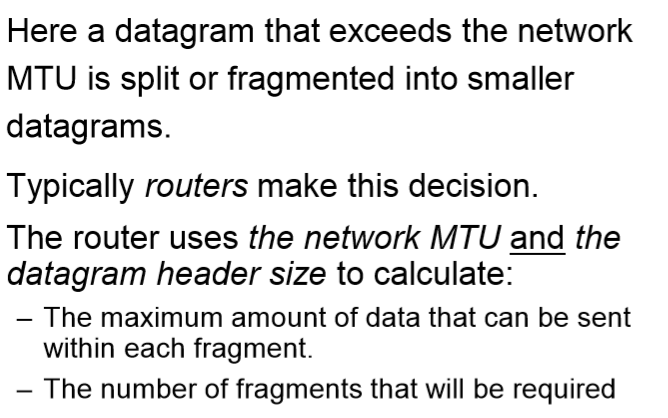 Here a datagram that exceeds the network
MTU is split or fragmented into smaller
datagrams.
Typically routers make this decision.
The router uses the network MTU and the
datagram header size to calculate:
– The maximum amount of data that can be sent
within each fragment.
– The number of fragments that will be required